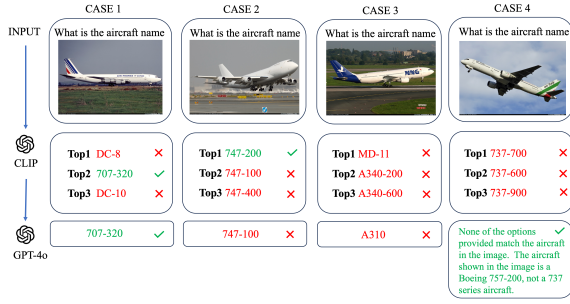 CASE 1
CASE 2
CASE 3
CASE 4
INPUT
What is the aircraft name
What is the aircraft name
What is the aircraft name
What is the aircraft name
NNG
CLIP
Top1 DC-8
Top2 707-320
Top3 DC-10
Top1 747-200
Top2 747-100
Top3 747-400
Top1 MD-11
Top2 A340-200
Top3 A340-600
Top1 737-700
Top2 737-600
Top3 737-900
GPT-4o
707-320
747-100
A310
None of the options
provided match the aircraft
in the image. The aircraft
shown in the image is a
Boeing 757-200, not a 737
series aircraft.